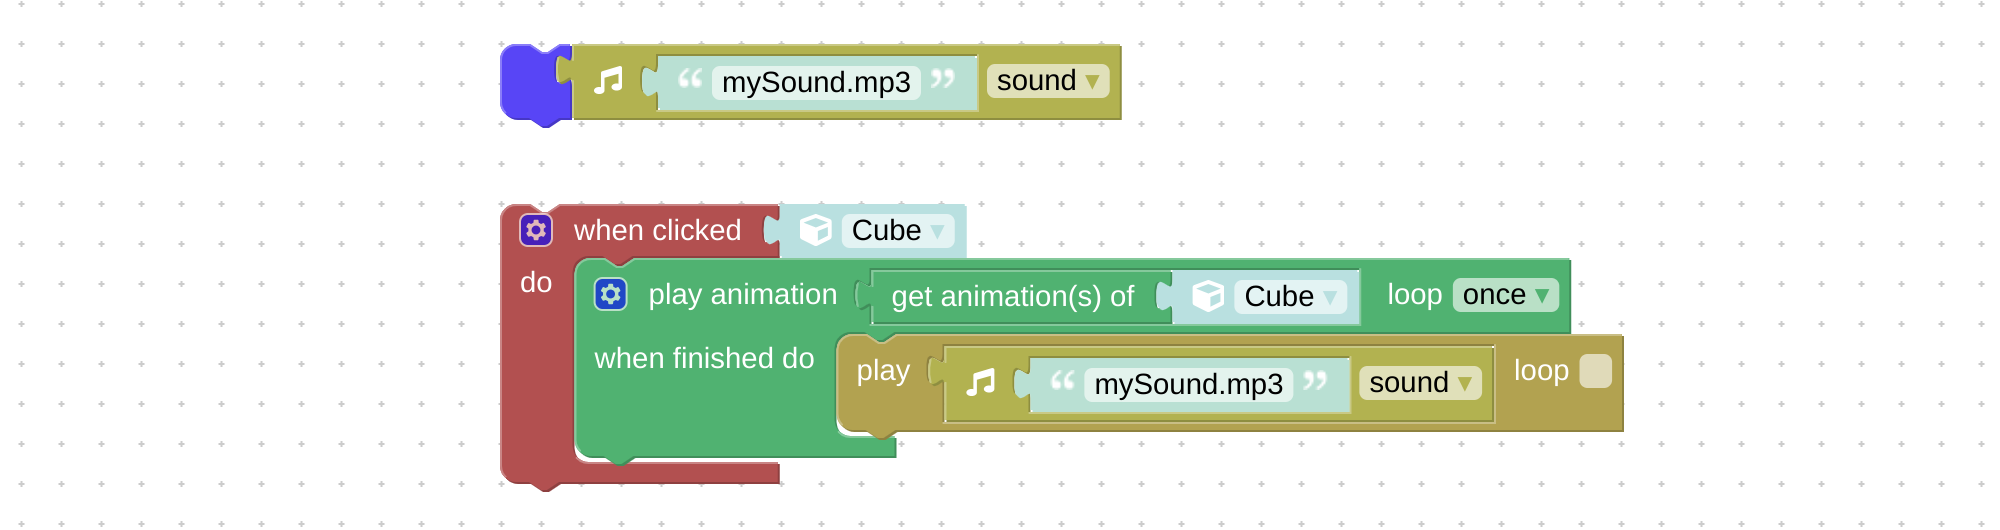 “ mySound.mp3 ” sound
when clicked Cube
do play animation get animation(s) of Cube loop once
when finished do play “ mySound.mp3 ” sound loop